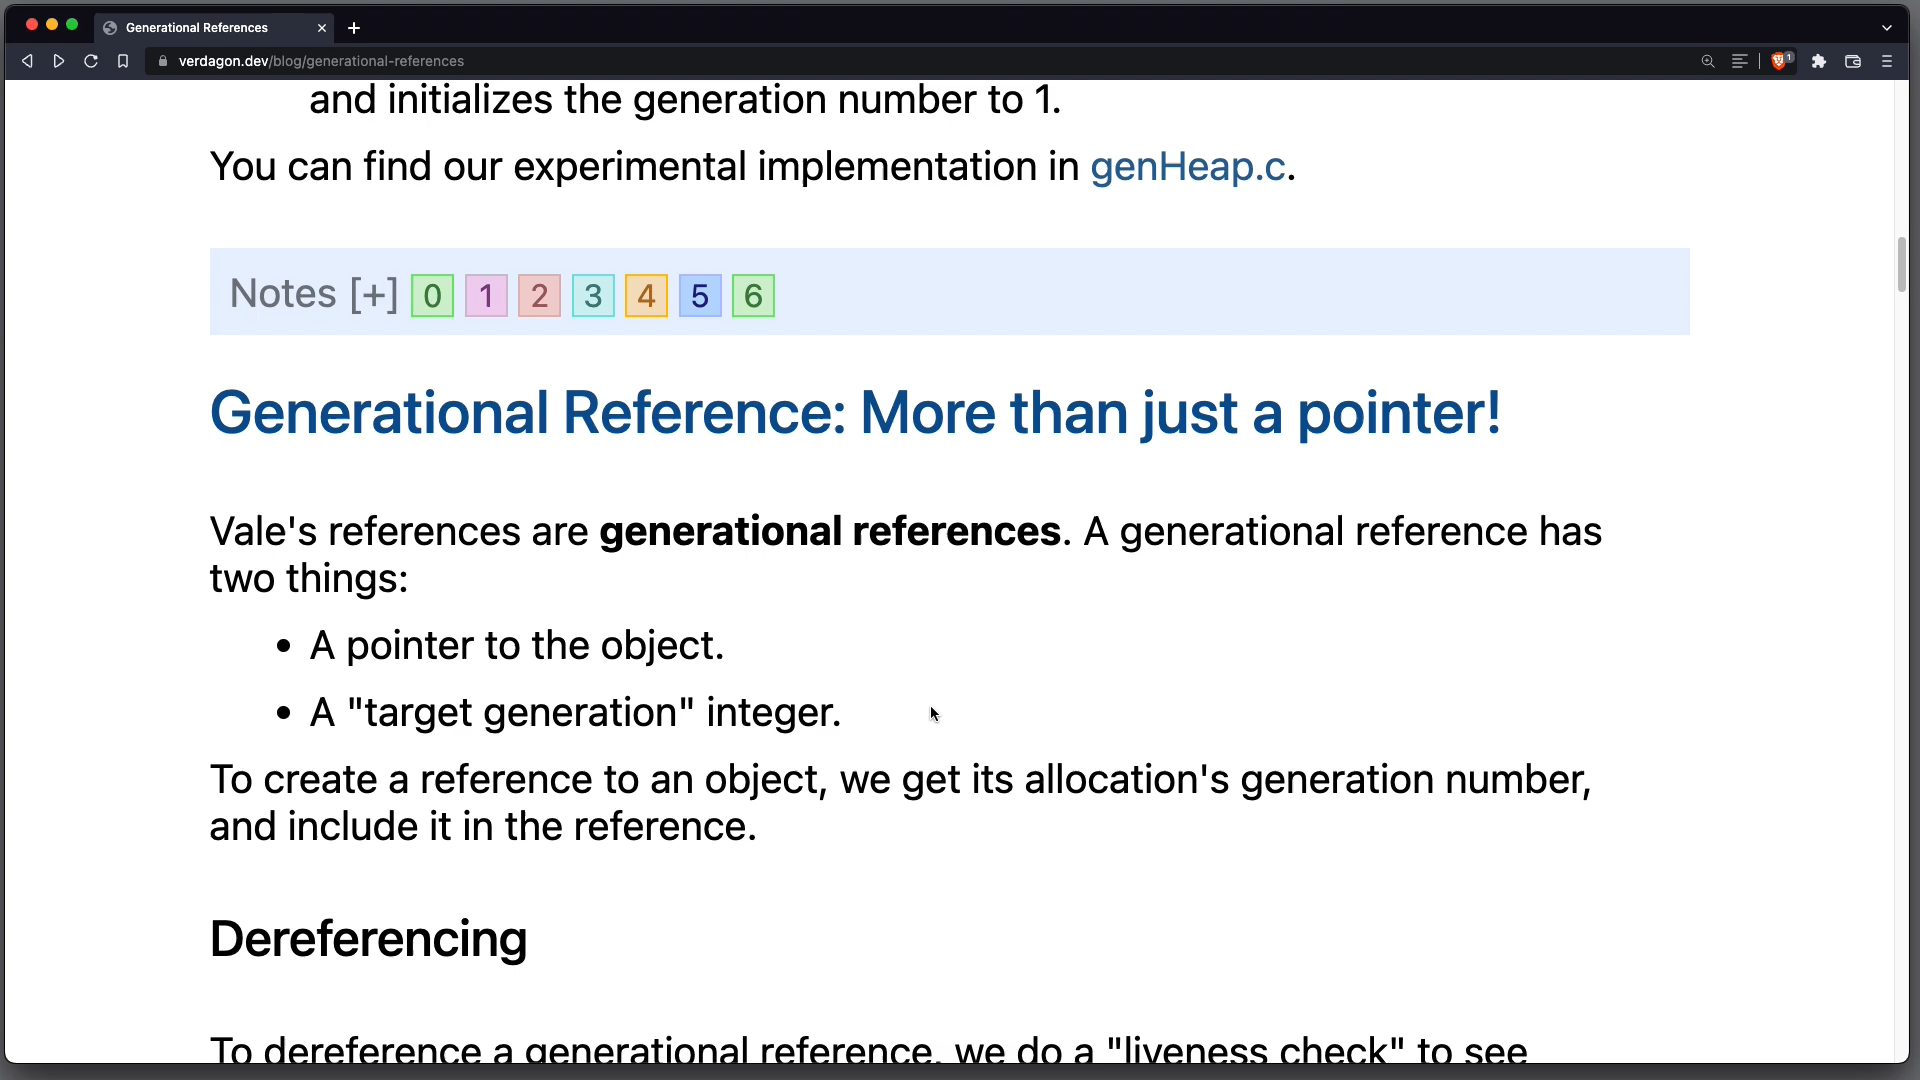 Generational References
verdagon.dev/blog/generational-references
1
and initializes the generation number to 1.
You can find our experimental implementation in genHeap.c.
Notes [+] 0 1 2 3 4 5 6
Generational Reference: More than just a pointer!
Vale's references are generational references. A generational reference has
two things:
• A pointer to the object.
• A "target generation" integer.
To create a reference to an object, we get its allocation's generation number,
and include it in the reference.
Dereferencing
To dereference a generational reference, we do a "liveness check" to see